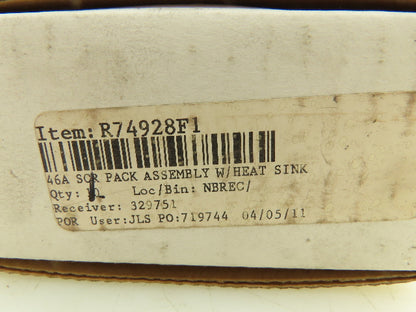 Item: R74928F1
46A SCR PACK ASSEMBLY W/HEAT SINK
Qty: Loc/Bin: NBREC/
Receiver: 329751
POR User:JLS PO:719744 04/05/11